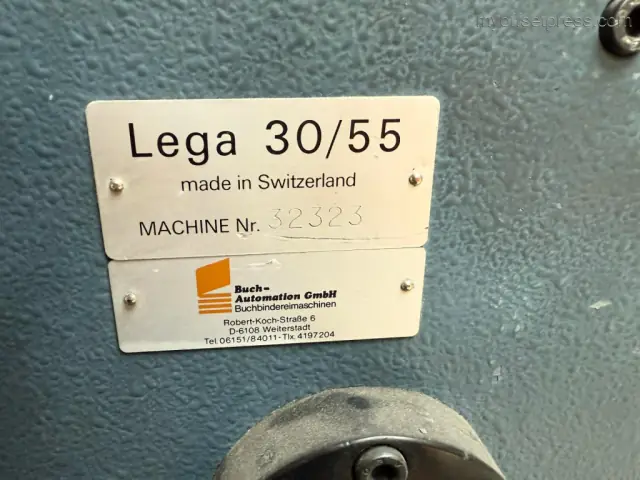 Lega 30/55
made in Switzerland
MACHINE Nr. 32323
Buch-
Automation GmbH
Buchbindereimaschinen
Robert-Koch-Straße 6
D-6108 Weiterstadt
Tel. 06151/84011-Tlx. 4197204